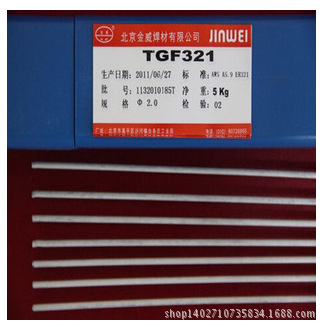 北京金威焊材有限公司 JINWEI
TGF321
生产日期: 2011/06/27 标 准: AWS A5.9 ER321
批 号: 1132010185T 净 重: 5 Kg
规 格: Φ 2.0 检 验: 02
shop1402710735834.1688.com